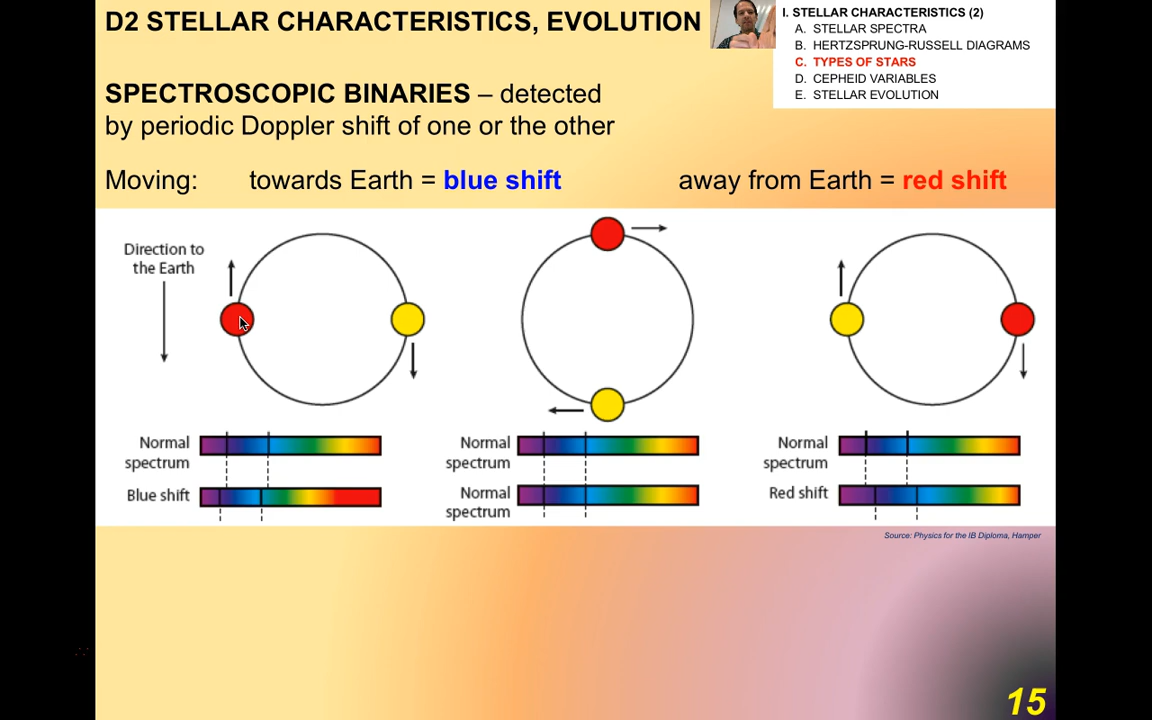 D2 STELLAR CHARACTERISTICS, EVOLUTION
I. STELLAR CHARACTERISTICS (2)
A. STELLAR SPECTRA
B. HERTZSPRUNG-RUSSELL DIAGRAMS
C. TYPES OF STARS
D. CEPHEID VARIABLES
E. STELLAR EVOLUTION
SPECTROSCOPIC BINARIES – detected
by periodic Doppler shift of one or the other
Moving: towards Earth = blue shift away from Earth = red shift
Direction to
the Earth
Normal
spectrum
Blue shift
Normal
spectrum
Normal
spectrum
Normal
spectrum
Red shift
Source: Physics for the IB Diploma, Hamper
15